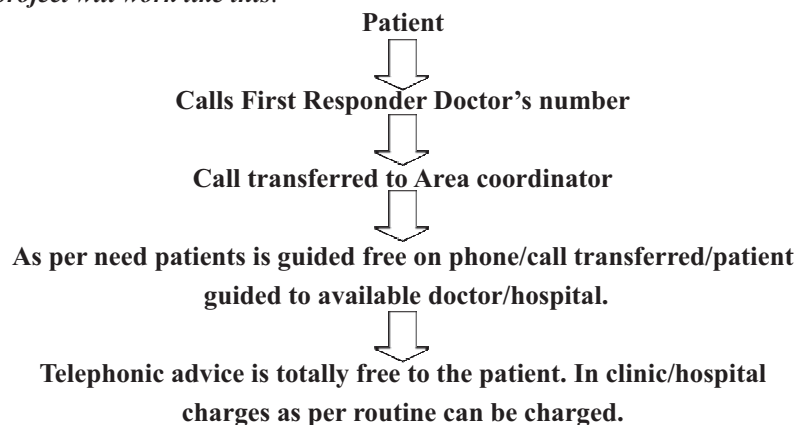 project will work like this:
Patient
Calls First Responder Doctor's number
Call transferred to Area coordinator
As per need patients is guided free on phone/call transferred/patient
guided to available doctor/hospital.
Telephonic advice is totally free to the patient. In clinic/hospital
charges as per routine can be charged.